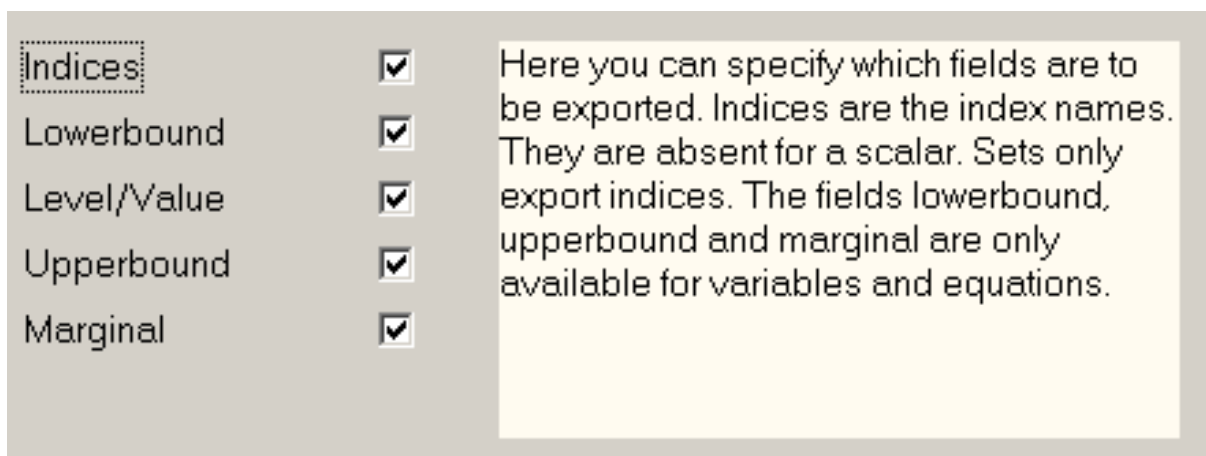 Indices
Lowerbound
Level/Value
Upperbound
Marginal
Here you can specify which fields are to
be exported. Indices are the index names.
They are absent for a scalar. Sets only
export indices. The fields lowerbound,
upperbound and marginal are only
available for variables and equations.